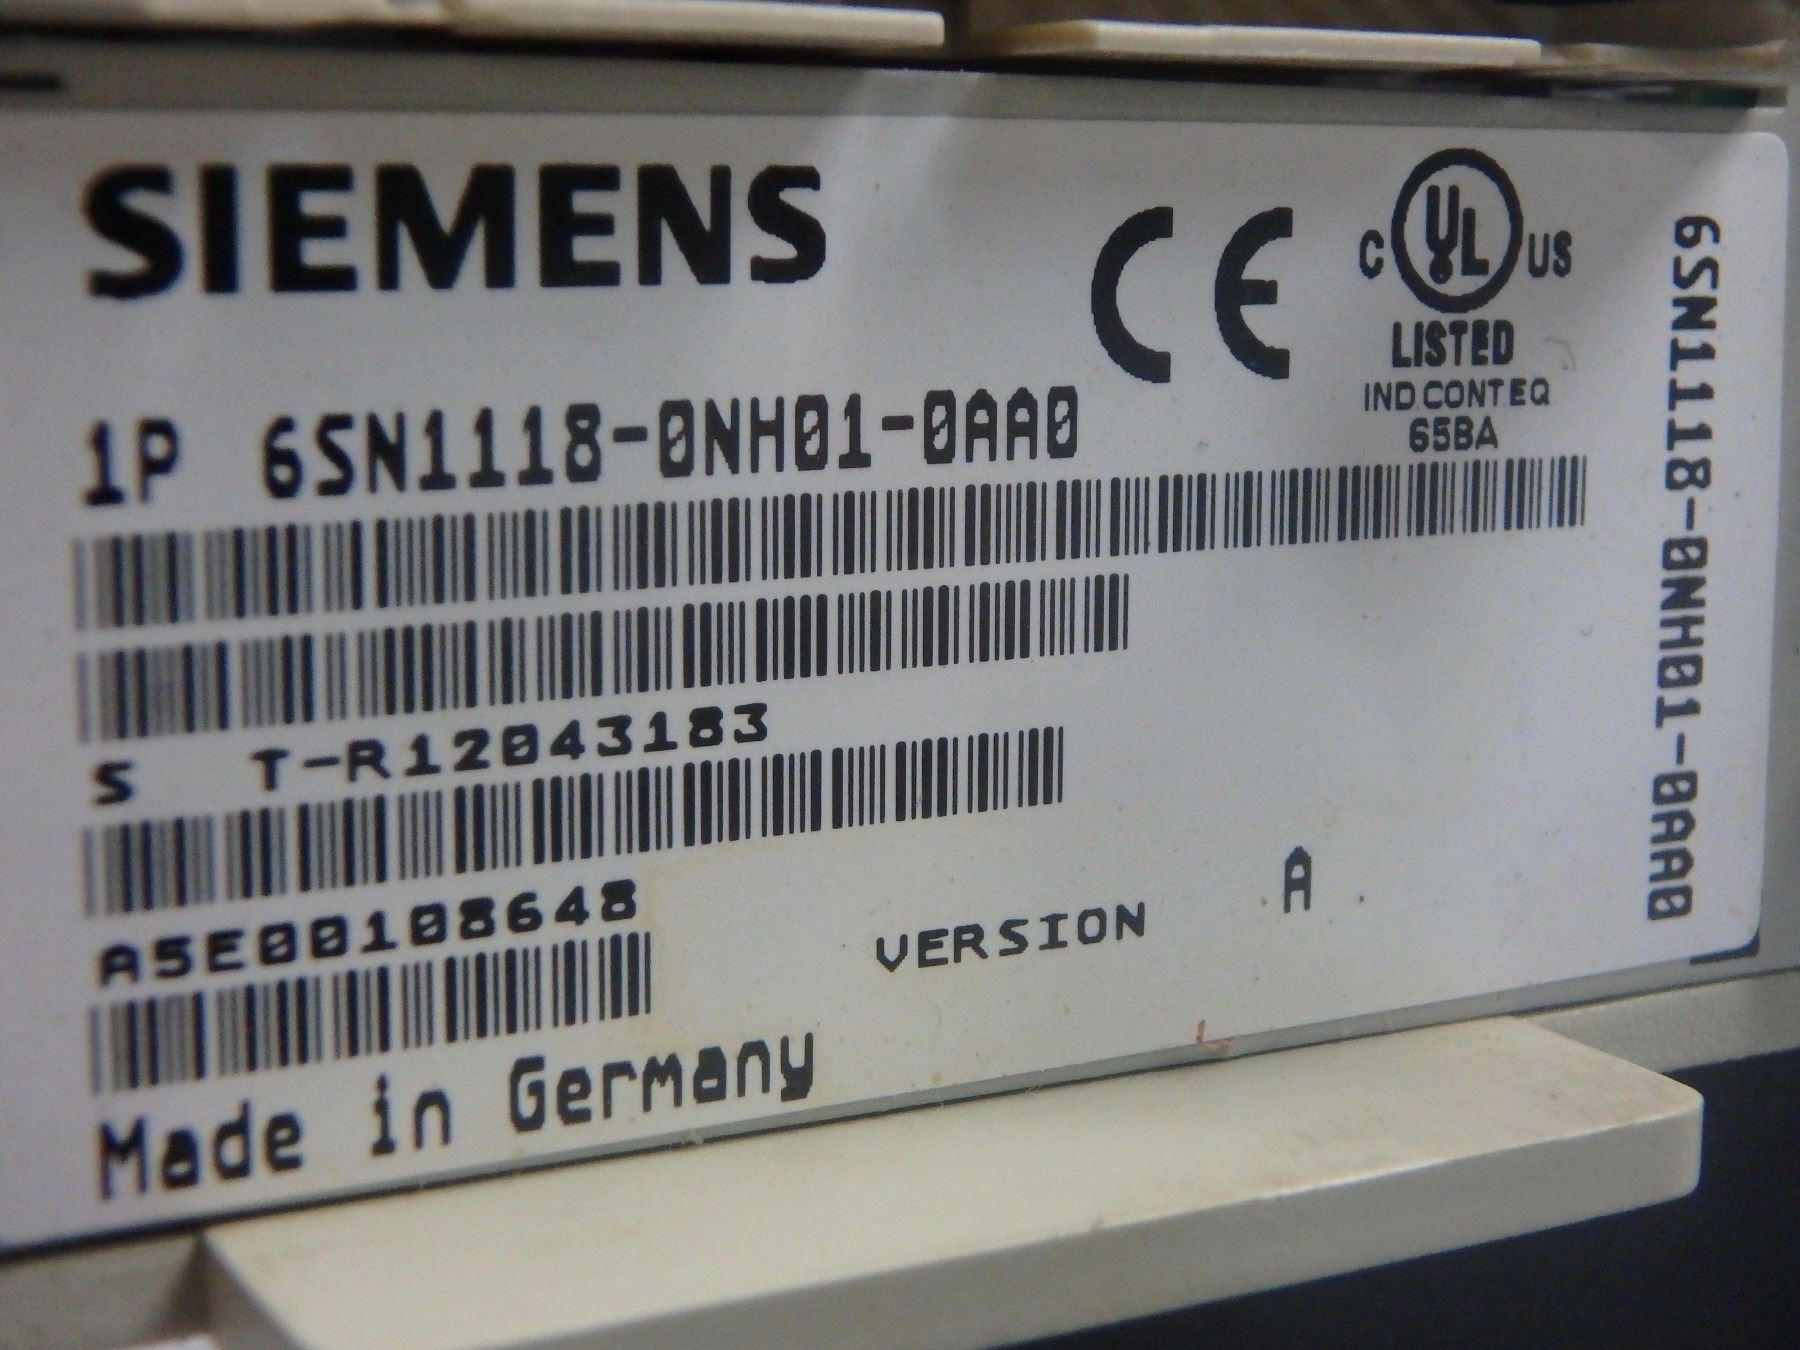 SIEMENS
CE
C UL US
LISTED
IND.CONT.EQ
65BA
1P 6SN1118-0NH01-0AA0
S T-R12043183
A5E00108648
VERSION A
Made in Germany
6SN1118-0NH01-0AA0